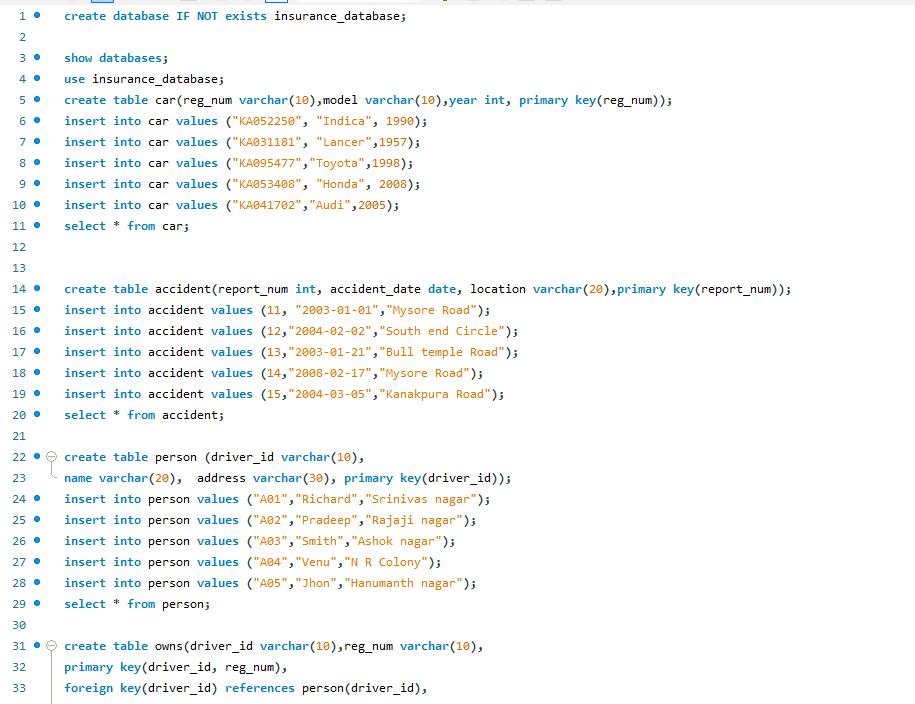 1 create database IF NOT exists insurance_database;
2
3 show databases;
4 use insurance_database;
5 create table car(reg_num varchar(10),model varchar(10),year int, primary key(reg_num));
6 insert into car values ("KA052250", "Indica", 1990);
7 insert into car values ("KA031181", "Lancer",1957);
8 insert into car values ("KA095477","Toyota",1998);
9 insert into car values ("KA053408", "Honda", 2008);
10 insert into car values ("KA041702","Audi",2005);
11 select * from car;
12
13
14 create table accident(report_num int, accident_date date, location varchar(20),primary key(report_num));
15 insert into accident values (11, "2003-01-01","Mysore Road");
16 insert into accident values (12,"2004-02-02","South end Circle");
17 insert into accident values (13,"2003-01-21","Bull temple Road");
18 insert into accident values (14,"2008-02-17","Mysore Road");
19 insert into accident values (15,"2004-03-05","Kanakpura Road");
20 select * from accident;
21
22 create table person (driver_id varchar(10),
23 name varchar(20),  address varchar(30), primary key(driver_id));
24 insert into person values ("A01","Richard","Srinivas nagar");
25 insert into person values ("A02","Pradeep","Rajaji nagar");
26 insert into person values ("A03","Smith","Ashok nagar");
27 insert into person values ("A04","Venu","N R Colony");
28 insert into person values ("A05","Jhon","Hanumanth nagar");
29 select * from person;
30
31 create table owns(driver_id varchar(10),reg_num varchar(10),
32 primary key(driver_id, reg_num),
33 foreign key(driver_id) references person(driver_id),